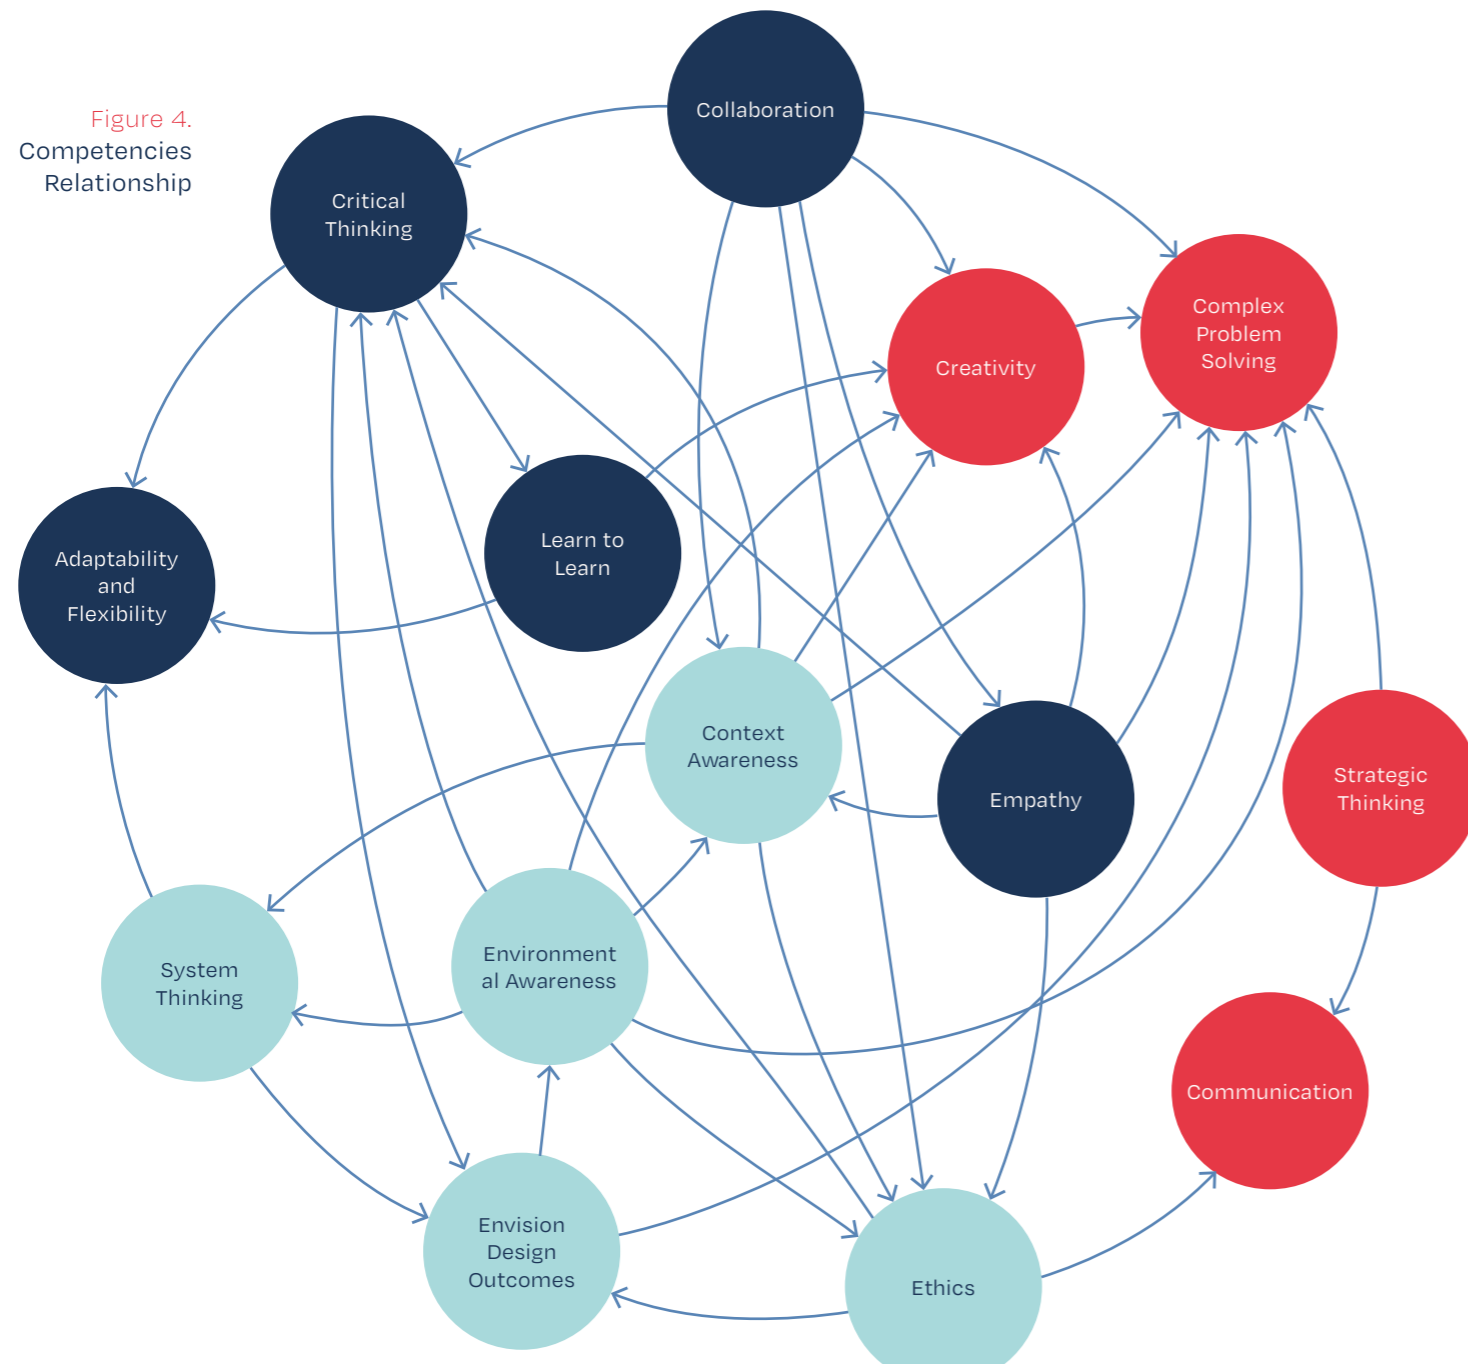 Figure 4.
Competencies
Relationship
Collaboration
Critical
Thinking
Creativity
Complex
Problem
Solving
Adaptability
and
Flexibility
Learn to
Learn
Context
Awareness
Empathy
Strategic
Thinking
System
Thinking
Environment
al Awareness
Communication
Envision
Design
Outcomes
Ethics